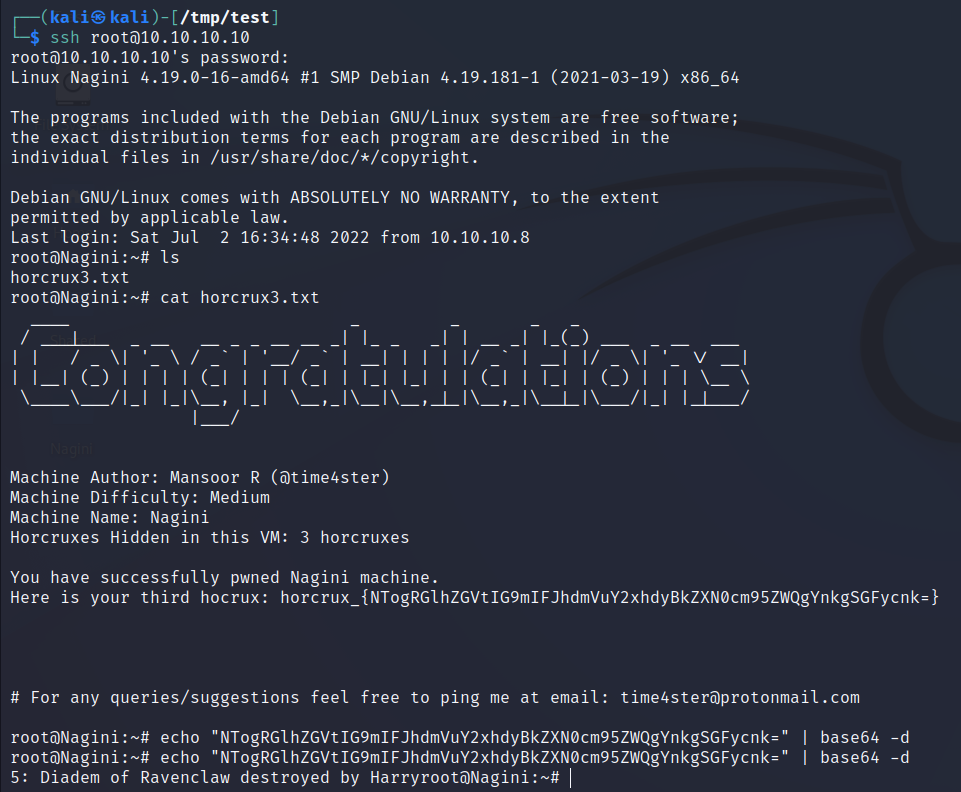 ┌──(kali㉿kali)-[/tmp/test]
└─$ ssh root@10.10.10.10
root@10.10.10.10's password:
Linux Nagini 4.19.0-16-amd64 #1 SMP Debian 4.19.181-1 (2021-03-19) x86_64
The programs included with the Debian GNU/Linux system are free software;
the exact distribution terms for each program are described in the
individual files in /usr/share/doc/*/copyright.
Debian GNU/Linux comes with ABSOLUTELY NO WARRANTY, to the extent
permitted by applicable law.
Last login: Sat Jul  2 16:34:48 2022 from 10.10.10.8
root@Nagini:~# ls
horcrux3.txt
root@Nagini:~# cat horcrux3.txt
Congratulations
Machine Author: Mansoor R (@time4ster)
Machine Difficulty: Medium
Machine Name: Nagini
Horcruxes Hidden in this VM: 3 horcruxes
You have successfully pwned Nagini machine.
Here is your third hocrux: horcrux_{NTogRGlhZGVtIG9mIFJhdmVuY2xhdyBkZXN0cm95ZWQgYnkgSGFycnk=}
# For any queries/suggestions feel free to ping me at email: time4ster@protonmail.com
root@Nagini:~# echo "NTogRGlhZGVtIG9mIFJhdmVuY2xhdyBkZXN0cm95ZWQgYnkgSGFycnk=" | base64 -d
root@Nagini:~# echo "NTogRGlhZGVtIG9mIFJhdmVuY2xhdyBkZXN0cm95ZWQgYnkgSGFycnk=" | base64 -d
5: Diadem of Ravenclaw destroyed by Harryroot@Nagini:~#
Nagini